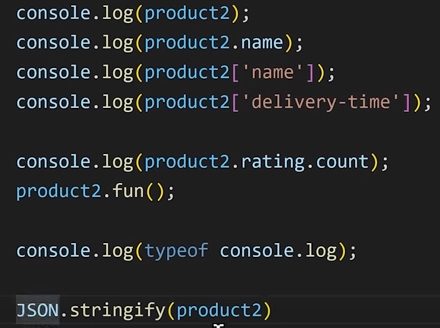 console.log(product2);
console.log(product2.name);
console.log(product2['name']);
console.log(product2['delivery-time']);
console.log(product2.rating.count);
product2.fun();
console.log(typeof console.log);
JSON.stringify(product2)